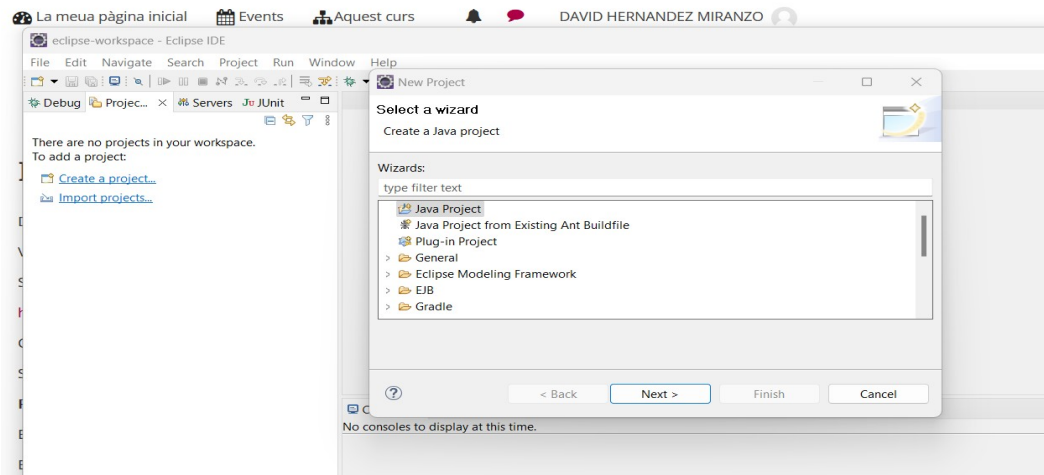 La meua pàgina inicial Events Aquest curs DAVID HERNANDEZ MIRANZO
eclipse-workspace - Eclipse IDE
File Edit Navigate Search Project Run Window Help
Debug Projec... Servers JUnit
There are no projects in your workspace.
To add a project:
Create a project...
Import projects...
New Project
Select a wizard
Create a Java project
Wizards:
type filter text
Java Project
Java Project from Existing Ant Buildfile
Plug-in Project
General
Eclipse Modeling Framework
EJB
Gradle
< Back Next > Finish Cancel
No consoles to display at this time.